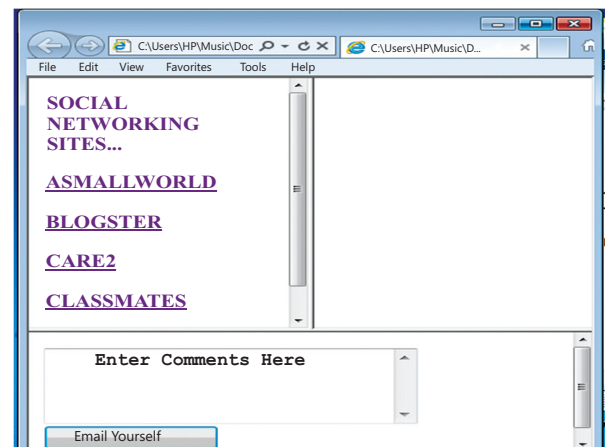 C:\Users\HP\Music\Doc
C:\Users\HP\Music\D...
File Edit View Favorites Tools Help
SOCIAL
NETWORKING
SITES...
ASMALLWORLD
BLOGSTER
CARE2
CLASSMATES
Enter Comments Here
Email Yourself